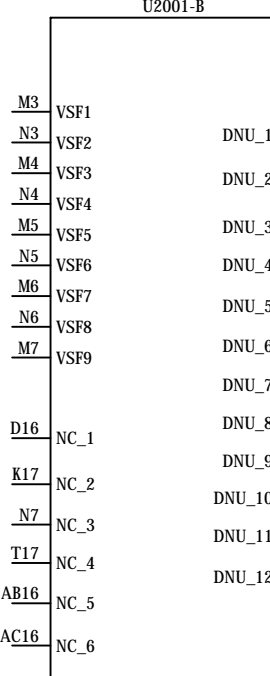 U2001-B
M3 VSF1
N3 VSF2 DNU_1
M4 VSF3 DNU_2
N4 VSF4
M5 VSF5 DNU_3
N5 VSF6 DNU_4
M6 VSF7 DNU_5
N6 VSF8
M7 VSF9 DNU_6
DNU_7
D16 NC_1 DNU_8
K17 NC_2 DNU_9
DNU_10
N7 NC_3 DNU_11
T17 NC_4 DNU_12
AB16 NC_5
AC16 NC_6